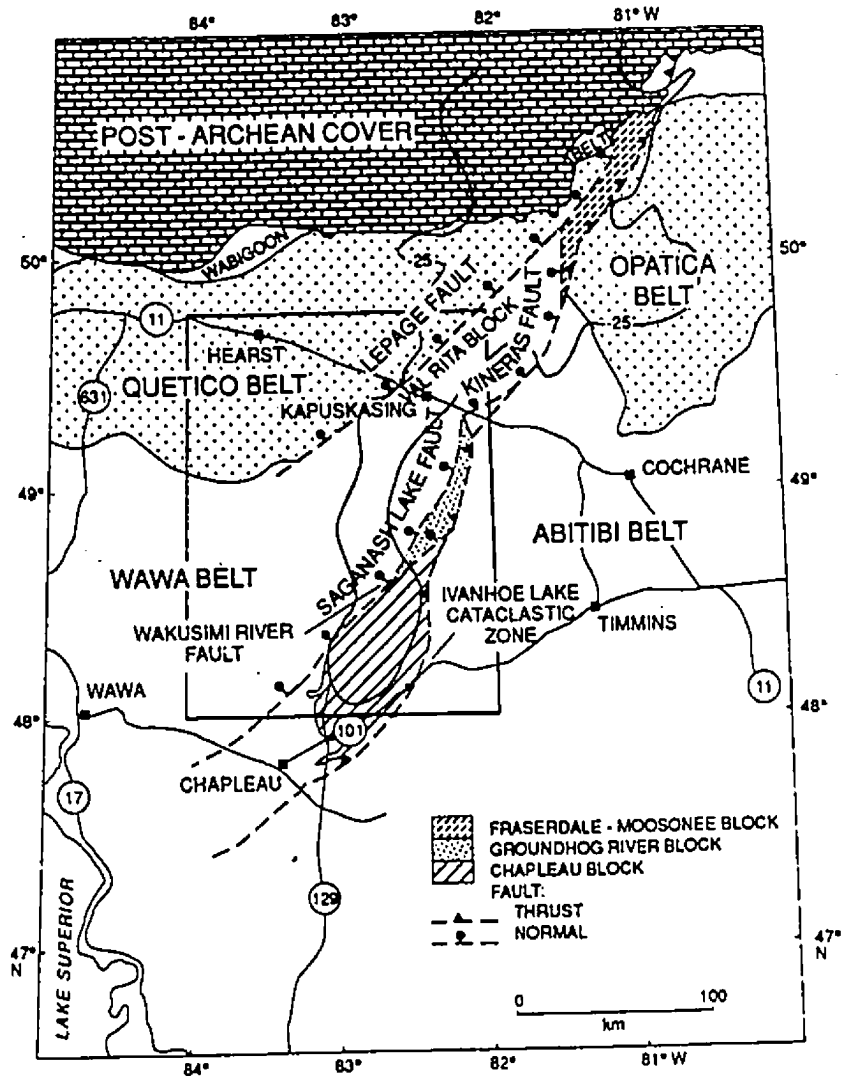 84°
83°
82°
81° W
POST - ARCHEAN COVER
BELT
WABIGOON
50°
50°
25
OPATICA
BELT
25
11
HEARST
LEPAGE FAULT
VAL RITA BLOCK
KINERAS FAULT
QUETICO BELT
631
KAPUSKASING
COCHRANE
49°
49°
SAGANASH LAKE FAULT
ABITIBI BELT
WAWA BELT
IVANHOE LAKE
CATACLASTIC
ZONE
TIMMINS
WAKUSIMI RIVER
FAULT
WAWA
11
48°
48°
101
CHAPLEAU
17
FRASERDALE - MOOSONEE BLOCK
GROUNDHOG RIVER BLOCK
CHAPLEAU BLOCK
FAULT:
THRUST
NORMAL
129
LAKE SUPERIOR
47°
N
47°
N
0
100
km
84°
83°
82°
81° W